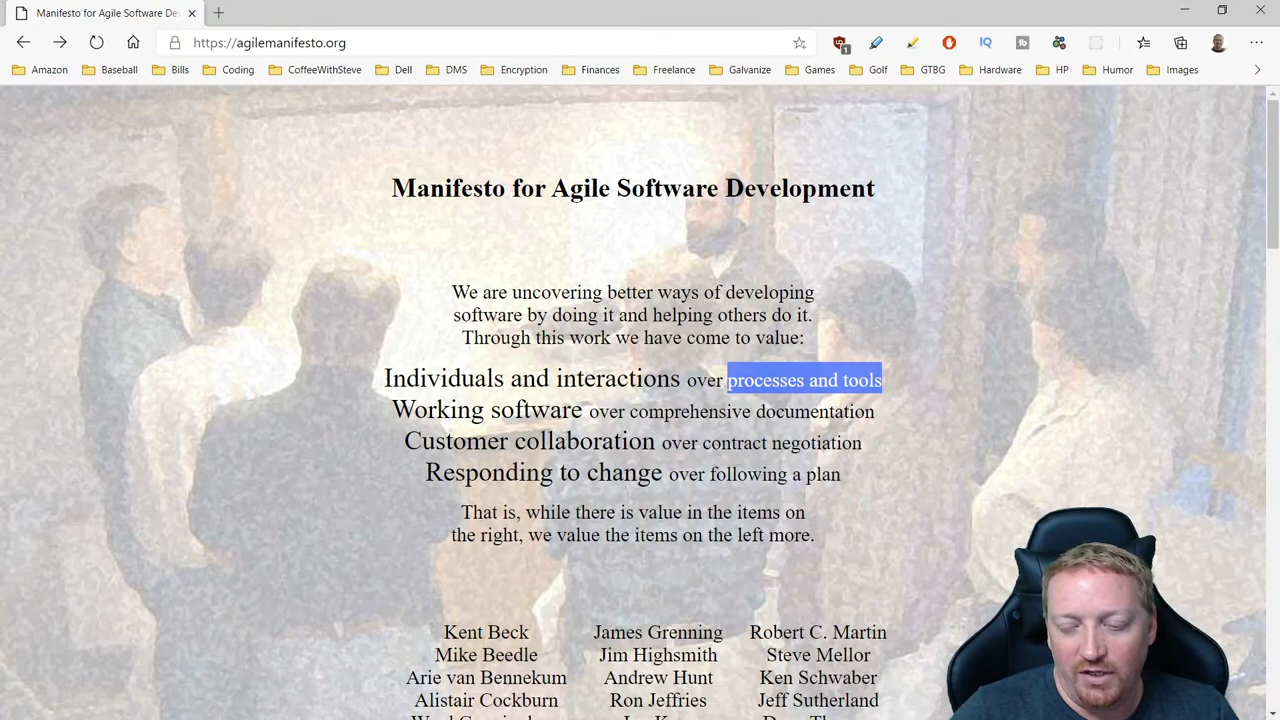 Manifesto for Agile Software De
https://agilemanifesto.org
1
Amazon Baseball Bills Coding CoffeeWithSteve Dell DMS Encryption Finances Freelance Galvanize Games Golf GTBG Hardware HP Humor Images
Manifesto for Agile Software Development
We are uncovering better ways of developing
software by doing it and helping others do it.
Through this work we have come to value:
Individuals and interactions over processes and tools
Working software over comprehensive documentation
Customer collaboration over contract negotiation
Responding to change over following a plan
That is, while there is value in the items on
the right, we value the items on the left more.
Kent Beck James Grenning Robert C. Martin
Mike Beedle Jim Highsmith Steve Mellor
Arie van Bennekum Andrew Hunt Ken Schwaber
Alistair Cockburn Ron Jeffries Jeff Sutherland